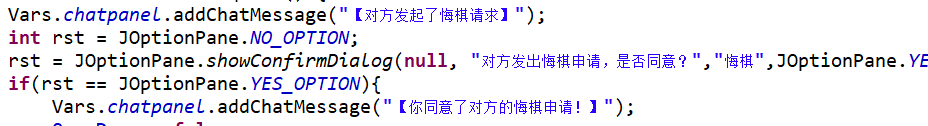 Vars.chatpanel.addChatMessage("【对方发起了悔棋请求】");
int rst = JOptionPane.NO_OPTION;
rst = JOptionPane.showConfirmDialog(null, "对方发出悔棋申请，是否同意？","悔棋",JOptionPane.YE
if(rst == JOptionPane.YES_OPTION){
Vars.chatpanel.addChatMessage("【你同意了对方的悔棋申请！】");